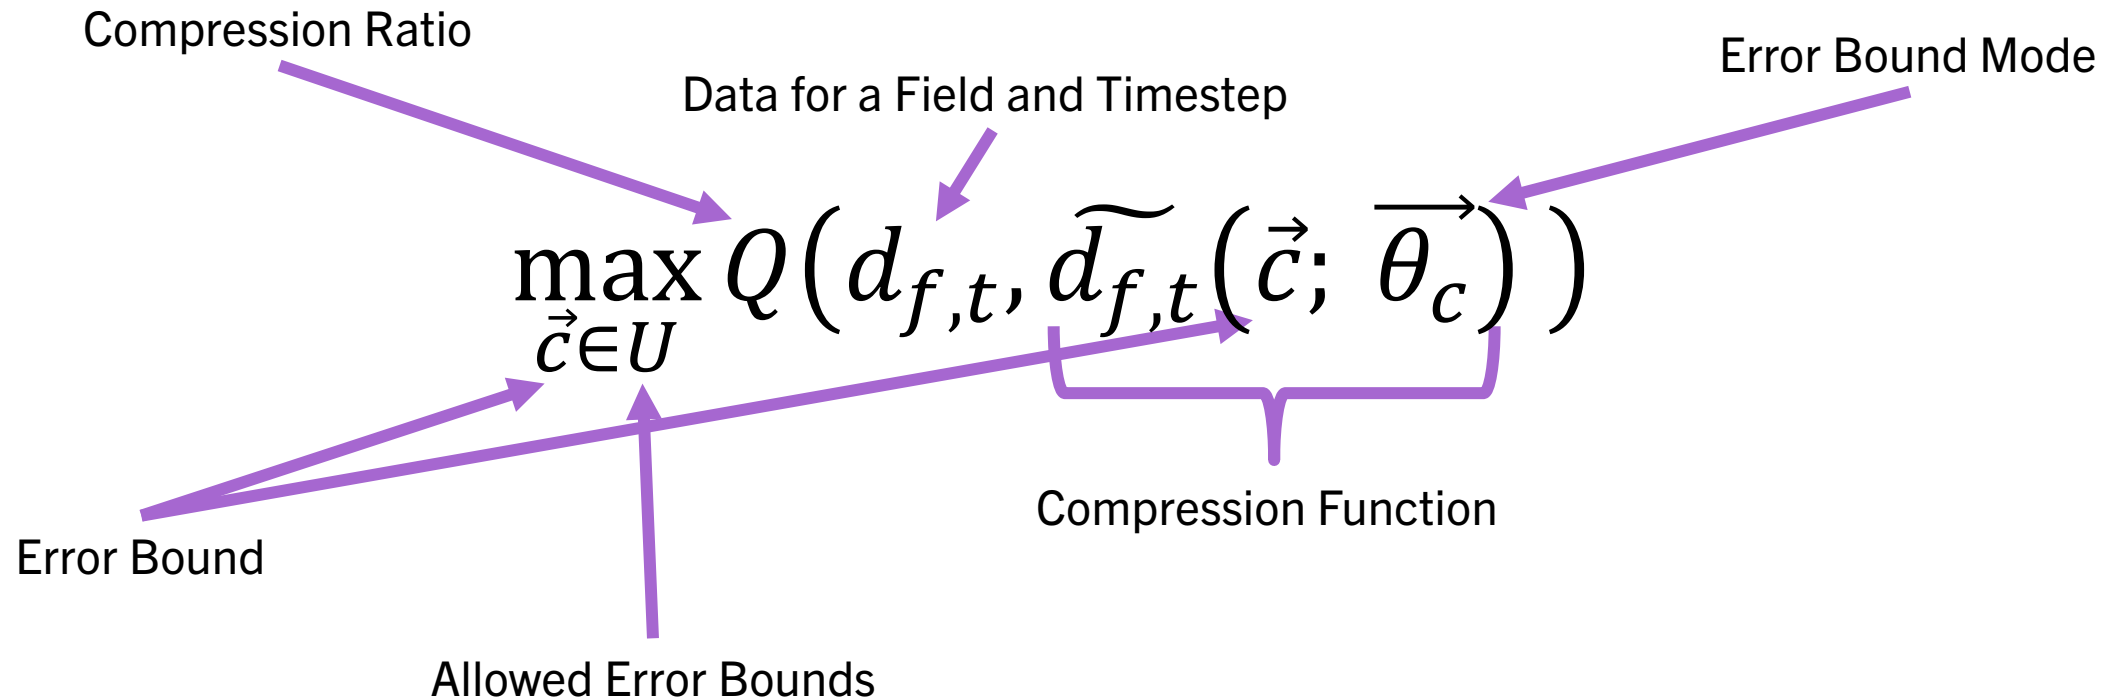 Compression Ratio
Error Bound Mode
Data for a Field and Timestep
max Q(d_{f,t}, \widetilde{d_{f,t}}(\vec{c}; \overrightarrow{θ_c}))
\vec{c}∈U
Compression Function
Error Bound
Allowed Error Bounds